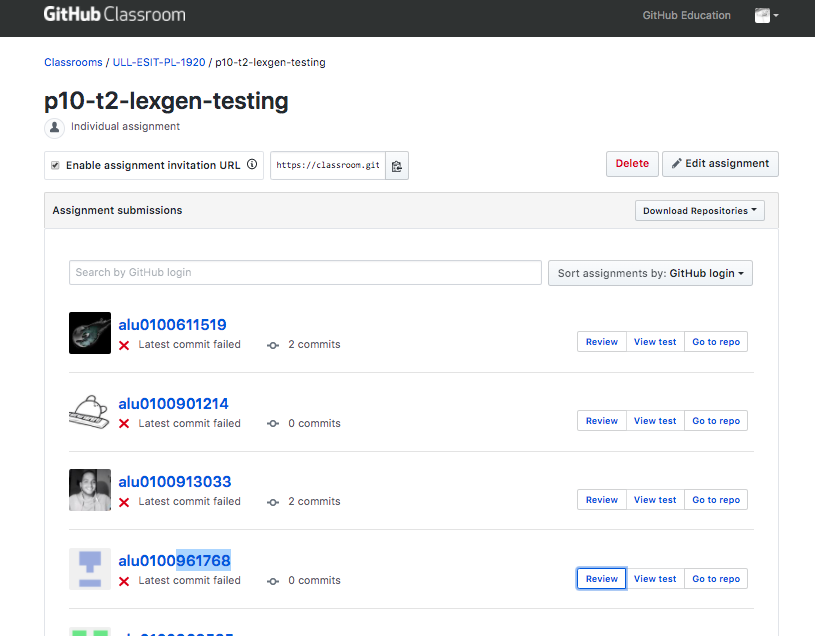 GitHub Classroom
GitHub Education
Classrooms / ULL-ESIT-PL-1920 / p10-t2-lexgen-testing
p10-t2-lexgen-testing
Individual assignment
Enable assignment invitation URL
https://classroom.git
Delete
Edit assignment
Assignment submissions
Download Repositories
Search by GitHub login
Sort assignments by: GitHub login
alu0100611519
Latest commit failed
2 commits
Review
View test
Go to repo
alu0100901214
Latest commit failed
0 commits
Review
View test
Go to repo
alu0100913033
Latest commit failed
2 commits
Review
View test
Go to repo
alu0100961768
Latest commit failed
0 commits
Review
View test
Go to repo